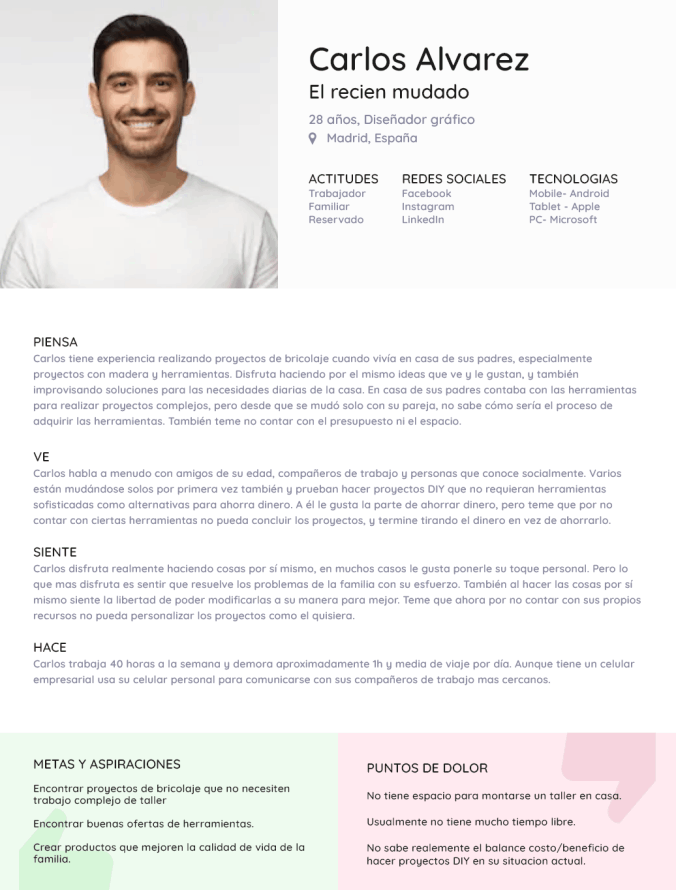 Carlos Alvarez
El recien mudado
28 años, Diseñador gráfico
Madrid, España
ACTITUDES
Trabajador
Familiar
Reservado
REDES SOCIALES
Facebook
Instagram
LinkedIn
TECNOLOGIAS
Mobile- Android
Tablet - Apple
PC- Microsoft
PIENSA
Carlos tiene experiencia realizando proyectos de bricolaje cuando vivía en casa de sus padres, especialmente
proyectos con madera y herramientas. Disfruta haciendo por el mismo ideas que ve y le gustan, y también
improvisando soluciones para las necesidades diarias de la casa. En casa de sus padres contaba con las herramientas
para realizar proyectos complejos, pero desde que se mudó solo con su pareja, no sabe cómo sería el proceso de
adquirir las herramientas. También teme no contar con el presupuesto ni el espacio.
VE
Carlos habla a menudo con amigos de su edad, compañeros de trabajo y personas que conoce socialmente. Varios
están mudándose solos por primera vez también y prueban hacer proyectos DIY que no requieran herramientas
sofisticadas como alternativas para ahorra dinero. A él le gusta la parte de ahorrar dinero, pero teme que por no
contar con ciertas herramientas no pueda concluir los proyectos, y termine tirando el dinero en vez de ahorrarlo.
SIENTE
Carlos disfruta realmente haciendo cosas por sí mismo, en muchos casos le gusta ponerle su toque personal. Pero lo
que mas disfruta es sentir que resuelve los problemas de la familia con su esfuerzo. También al hacer las cosas por sí
mismo siente la libertad de poder modificarlas a su manera para mejor. Teme que ahora por no contar con sus propios
recursos no pueda personalizar los proyectos como el quisiera.
HACE
Carlos trabaja 40 horas a la semana y demora aproximadamente 1h y media de viaje por día. Aunque tiene un celular
empresarial usa su celular personal para comunicarse con sus compañeros de trabajo mas cercanos.
METAS Y ASPIRACIONES
Encontrar proyectos de bricolaje que no necesiten
trabajo complejo de taller
Encontrar buenas ofertas de herramientas.
Crear productos que mejoren la calidad de vida de la
familia.
PUNTOS DE DOLOR
No tiene espacio para montarse un taller en casa.
Usualmente no tiene mucho tiempo libre.
No sabe realemente el balance costo/beneficio de
hacer proyectos DIY en su situacion actual.